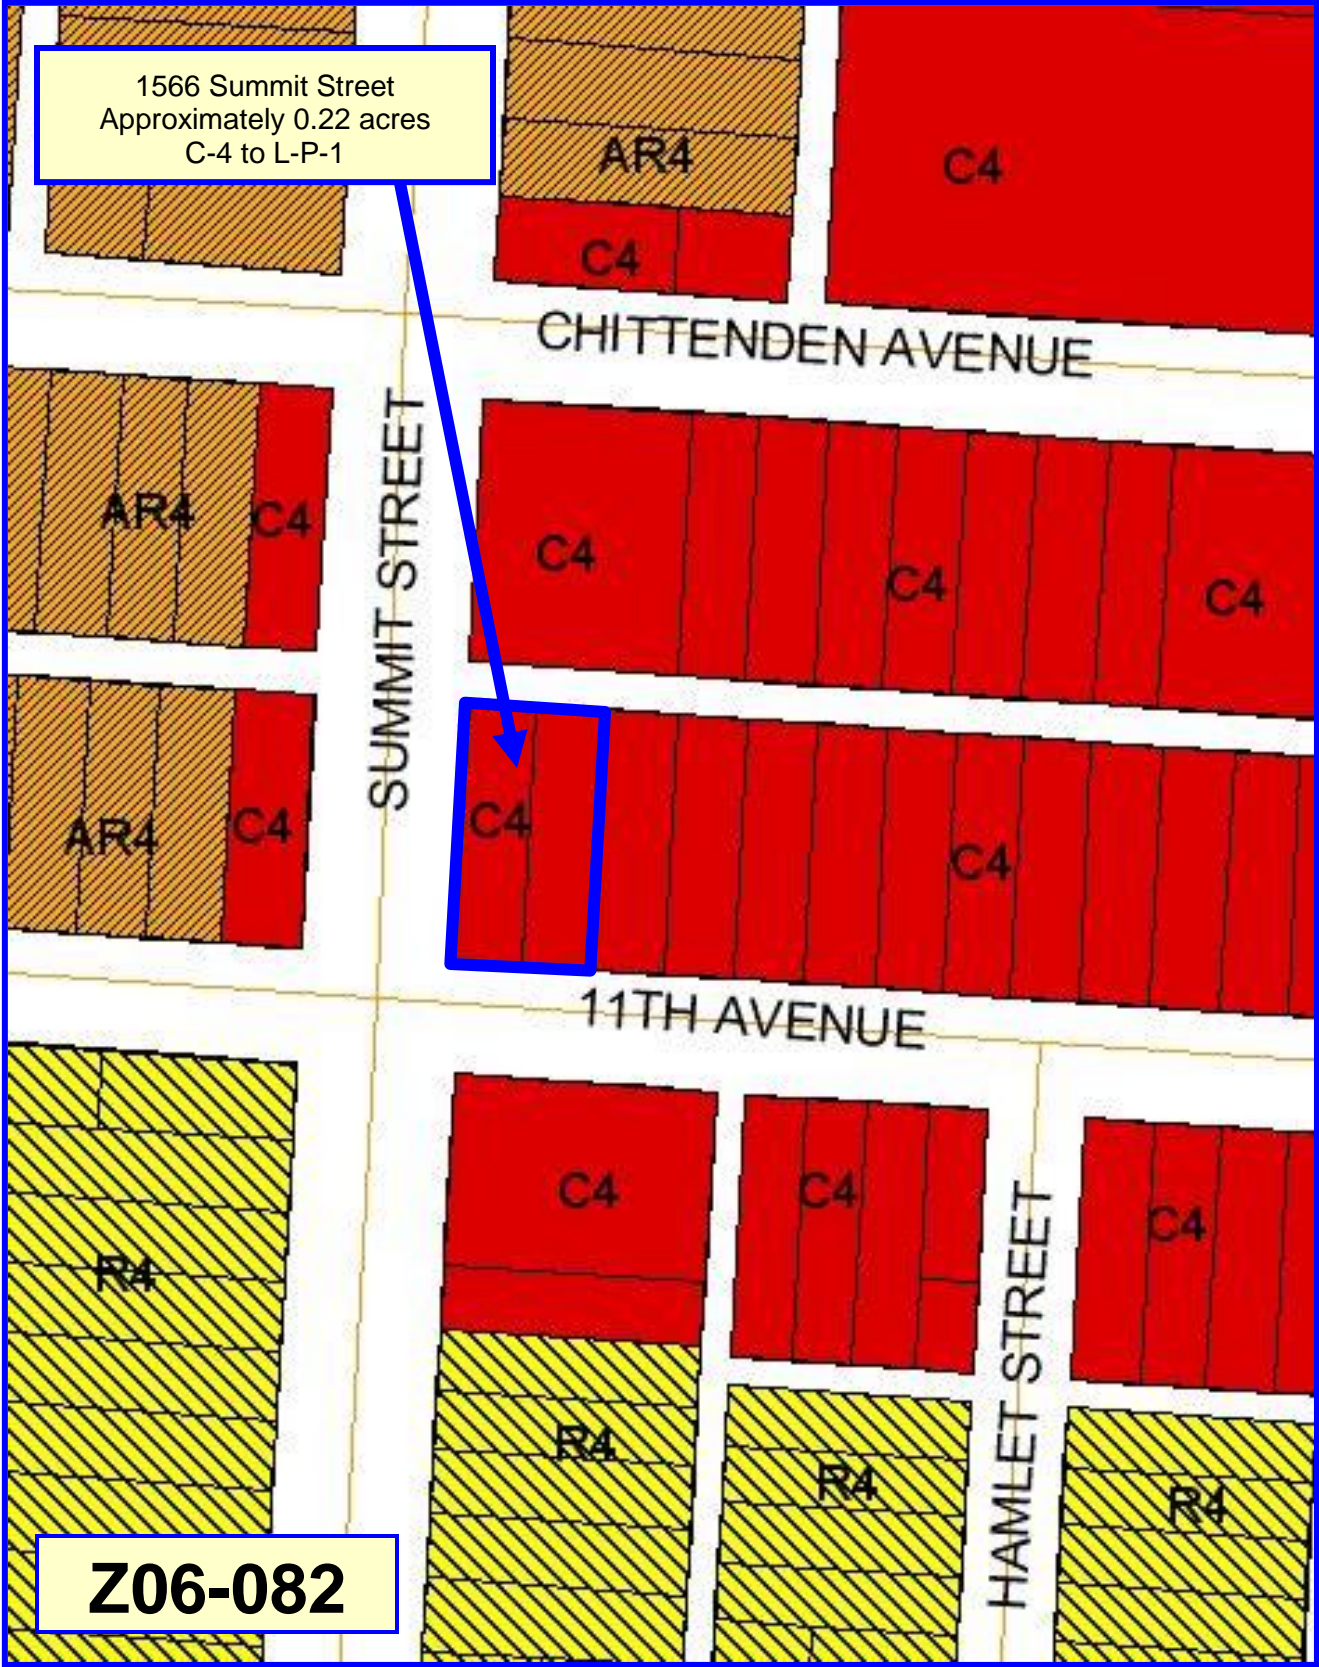 1566 Summit Street
Approximately 0.22 acres
C-4 to L-P-1
AR4
C4
C4
CHITTENDEN AVENUE
SUMMIT STREET
AR4
C4
C4
C4
C4
AR4
C4
C4
C4
11TH AVENUE
C4
C4
C4
R4
HAMLET STREET
R4
R4
R4
Z06-082